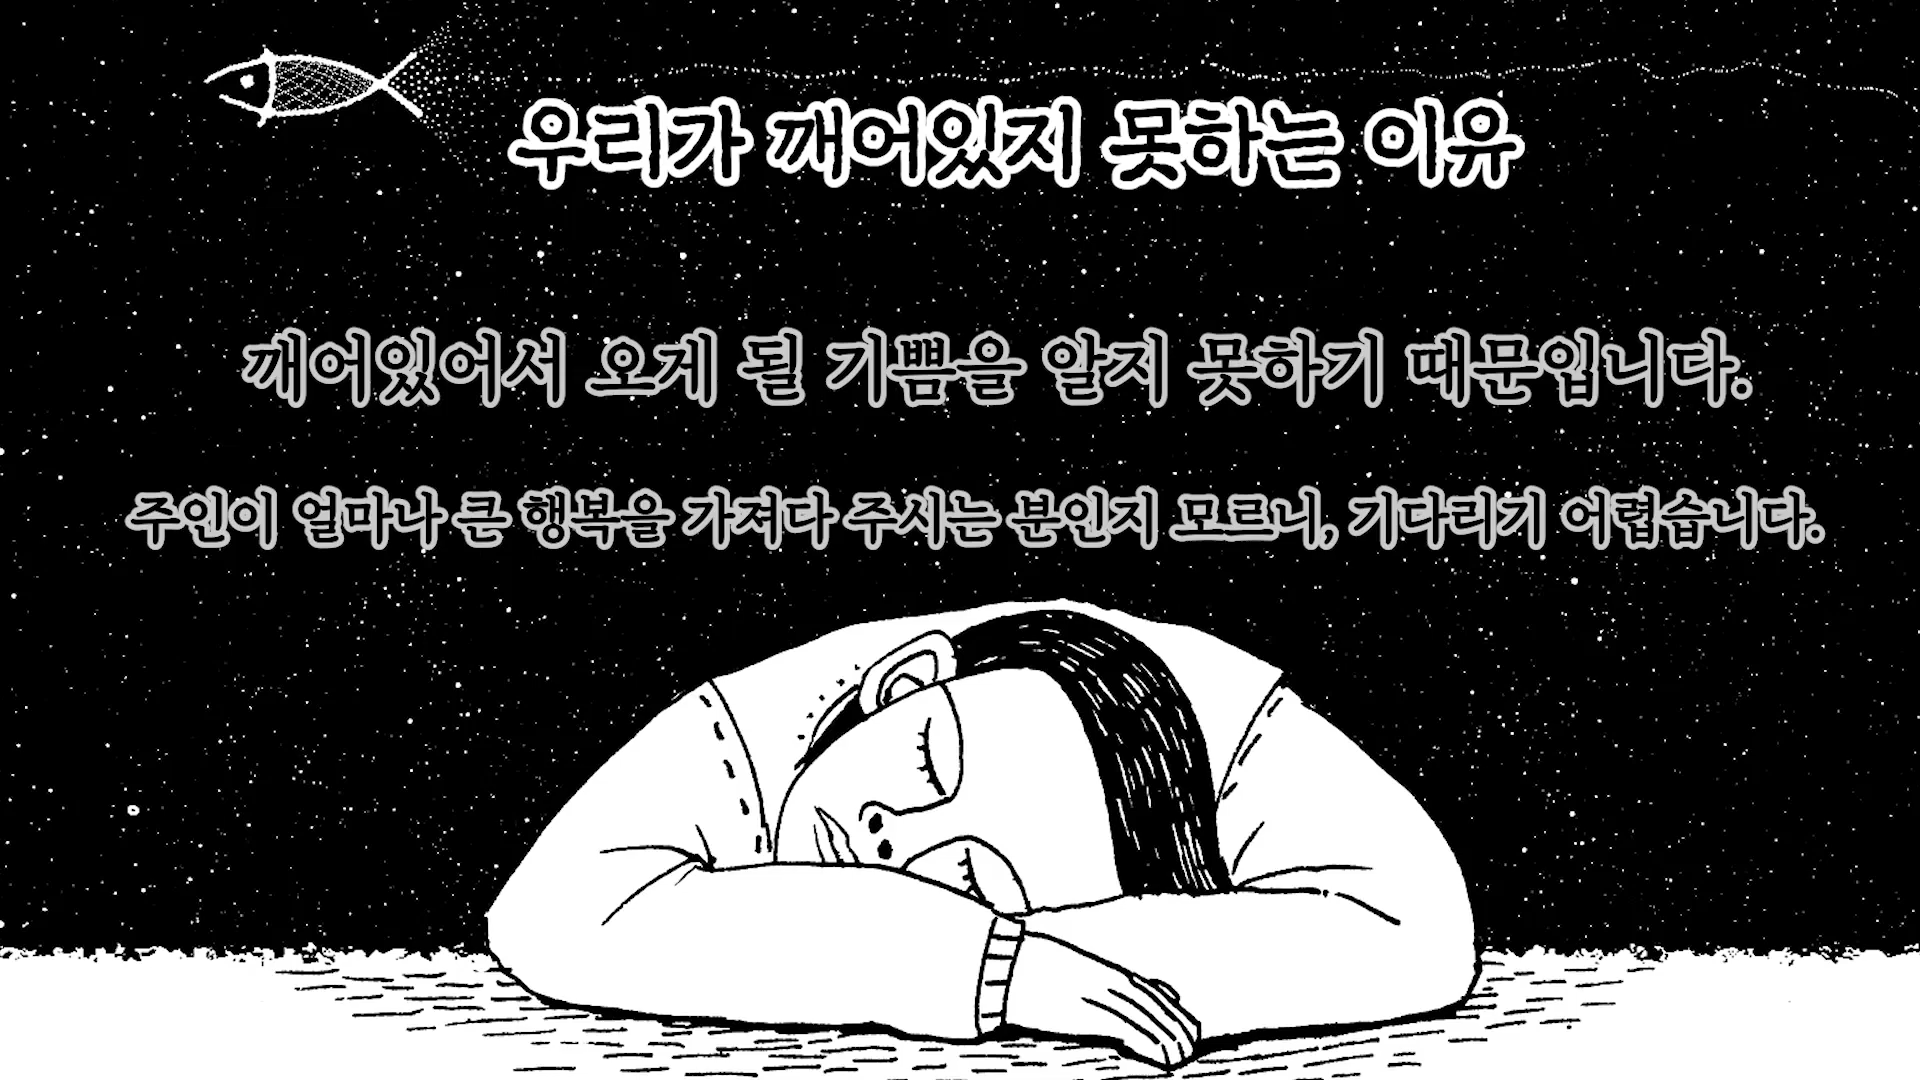 우리가 깨어있지 못하는 이유
깨어있어서 오게 될 기쁨을 알지 못하기 때문입니다.
주인이 얼마나 큰 행복을 가져다 주시는 분인지 모르니, 기다리기 어렵습니다.